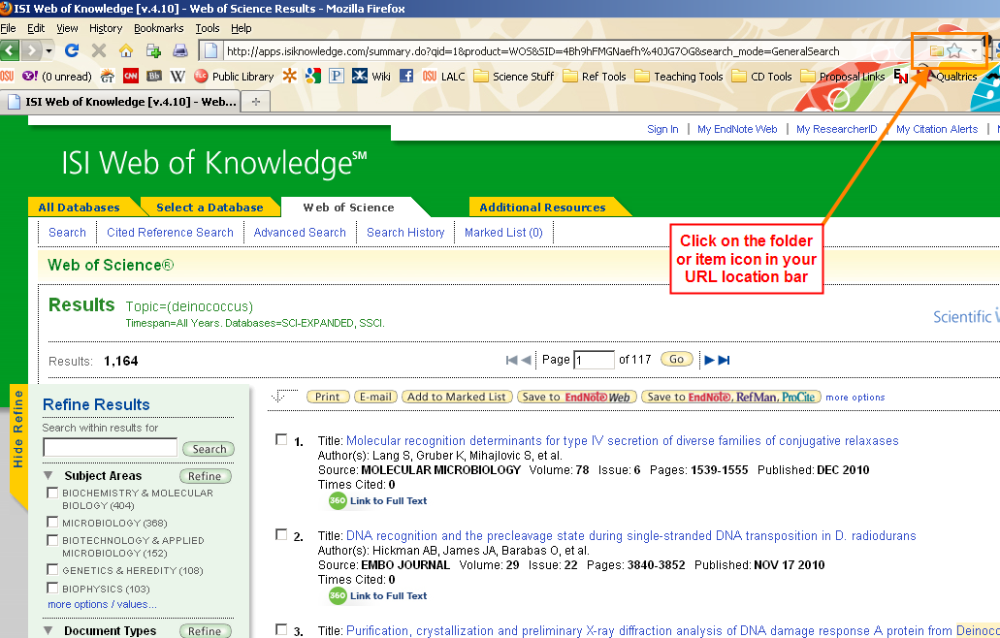 ISI Web of Knowledge [v.4.10] - Web of Science Results - Mozilla Firefox
File Edit View History Bookmarks Tools Help
http://apps.isiknowledge.com/summary.do?qid=1&product=WOS&SID=4Bh9hFMGNaefh%40JG7OG&search_mode=GeneralSearch
OSU Y! (0 unread) CNN Bb W Public Library P Wiki f OSU LALC Science Stuff Ref Tools Teaching Tools CD Tools Proposal Links EN Qualtrics
ISI Web of Knowledge [v.4.10] - Web...
Sign In | My EndNote Web | My ResearcherID | My Citation Alerts |
ISI Web of Knowledge℠
All Databases Select a Database Web of Science Additional Resources
Search Cited Reference Search Advanced Search Search History Marked List (0)
Click on the folder
or item icon in your
URL location bar
Web of Science®
Results Topic=(deinococcus)
Timespan=All Years. Databases=SCI-EXPANDED, SSCI.
Scientific
Results: 1,164
Page 1 of 117 Go
Hide Refine
Refine Results
Search within results for
Search
Subject Areas Refine
BIOCHEMISTRY & MOLECULAR
BIOLOGY (404)
MICROBIOLOGY (368)
BIOTECHNOLOGY & APPLIED
MICROBIOLOGY (152)
GENETICS & HEREDITY (108)
BIOPHYSICS (103)
more options / values...
Document Types Refine
Print E-mail Add to Marked List Save to EndNote Web Save to EndNote, RefMan, ProCite more options
1. Title: Molecular recognition determinants for type IV secretion of diverse families of conjugative relaxases
Author(s): Lang S, Gruber K, Mihajlovic S, et al.
Source: MOLECULAR MICROBIOLOGY Volume: 78 Issue: 6 Pages: 1539-1555 Published: DEC 2010
Times Cited: 0
360 Link to Full Text
2. Title: DNA recognition and the precleavage state during single-stranded DNA transposition in D. radiodurans
Author(s): Hickman AB, James JA, Barabas O, et al.
Source: EMBO JOURNAL Volume: 29 Issue: 22 Pages: 3840-3852 Published: NOV 17 2010
Times Cited: 0
360 Link to Full Text
3. Title: Purification, crystallization and preliminary X-ray diffraction analysis of DNA damage response A protein from Deinoco